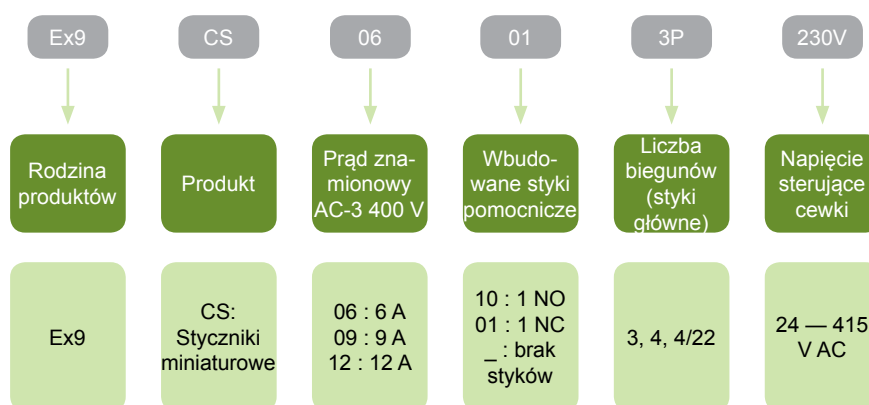 Ex9
CS
06
01
3P
230V
Rodzina
produktów
Produkt
Prąd zna-
mionowy
AC-3 400 V
Wbudo-
wane styki
pomocnicze
Liczba
biegunów
(styki
główne)
Napięcie
sterujące
cewki
Ex9
CS:
Styczniki
miniaturowe
06 : 6 A
09 : 9 A
12 : 12 A
10 : 1 NO
01 : 1 NC
_ : brak
styków
3, 4, 4/22
24 — 415
V AC